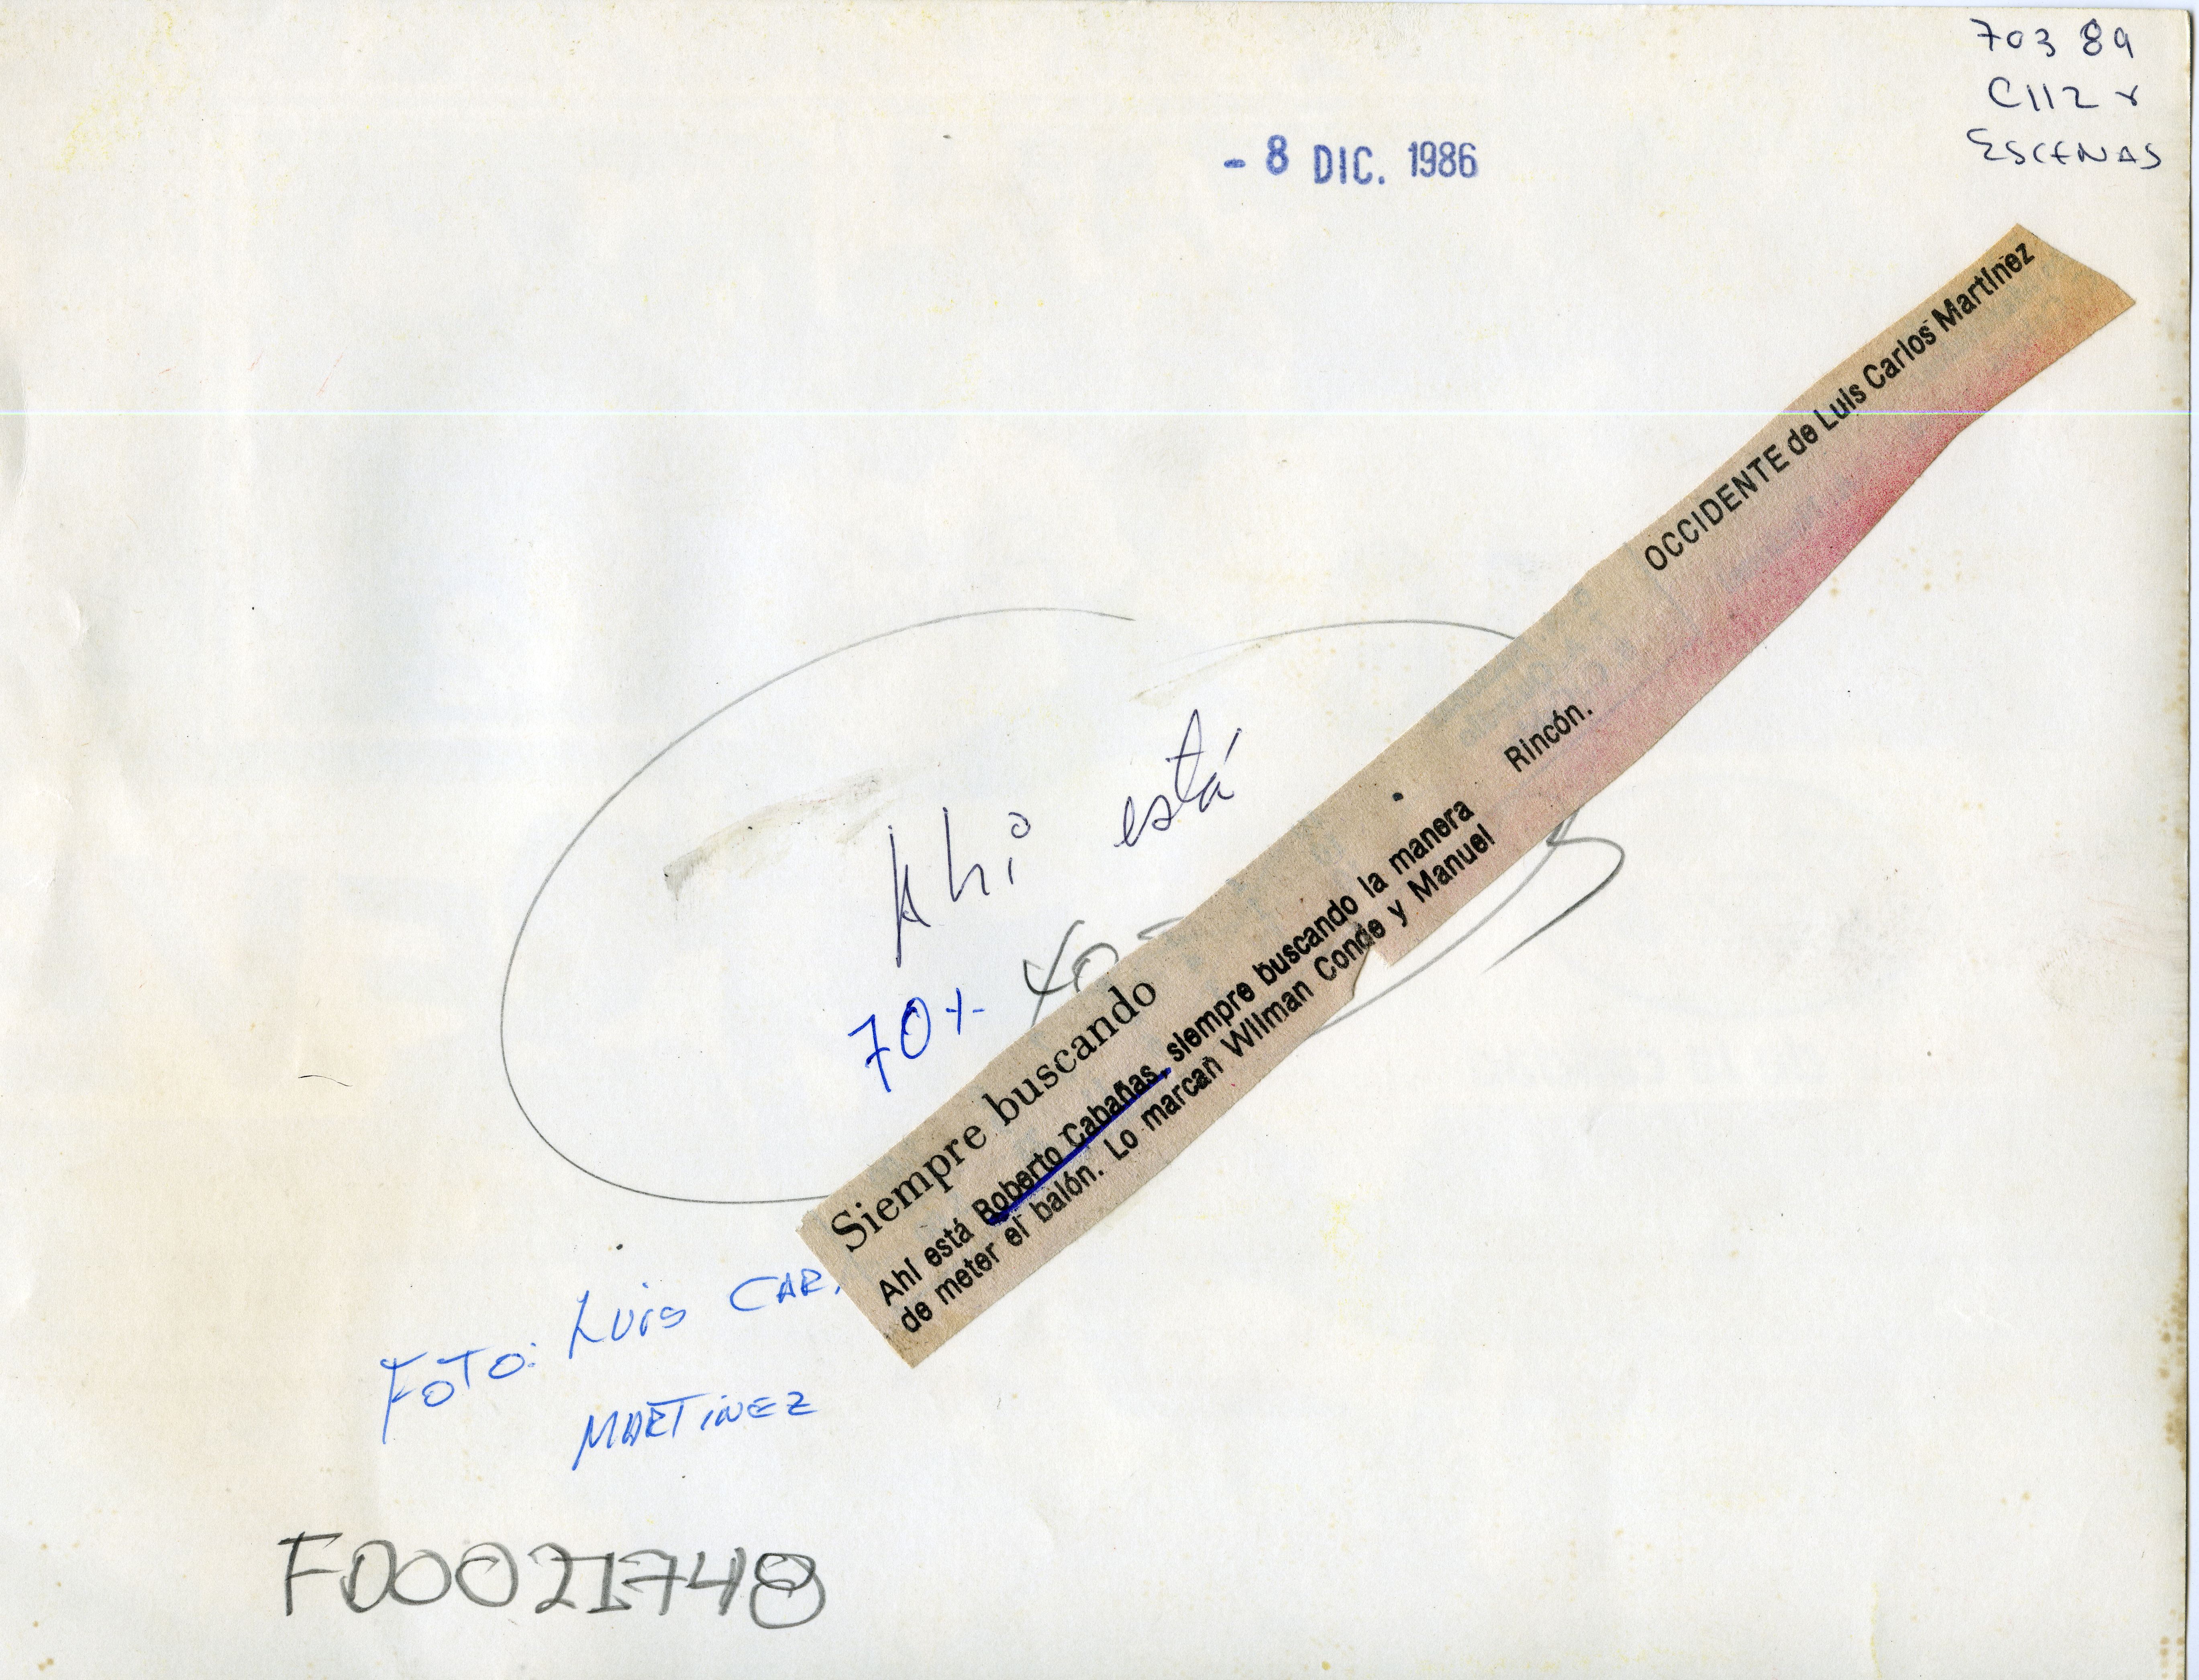 703 89
C112r
ESCENAS
- 8 DIC. 1986
OCCIDENTE de Luis Carlos Martínez
Ahi está
70%
Siempre buscando
Ahí está Roberto Cabañas, siempre buscando la manera
de meter el balón. Lo marcan Wilman Conde y Manuel
Rincón.
FOTO: LUIS CAR.
MARTINEZ
F00021748